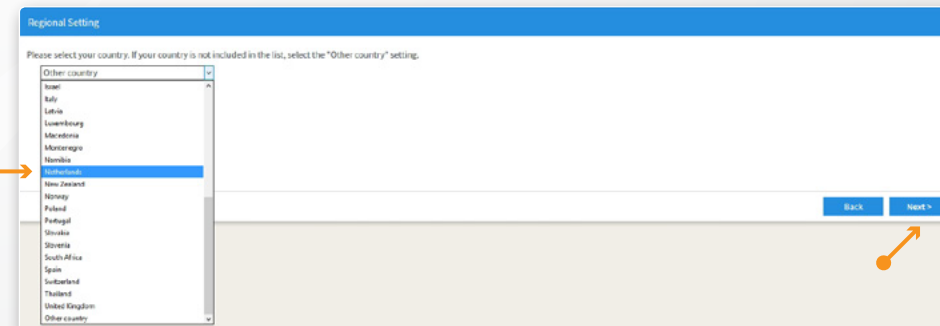 Regional Setting
Please select your country. If your country is not included in the list, select the "Other country" setting.
Other country
Israel
Italy
Latvia
Luxembourg
Macedonia
Montenegro
Namibia
Netherlands
New Zealand
Norway
Poland
Portugal
Slovakia
Slovenia
South Africa
Spain
Switzerland
Thailand
United Kingdom
Other country
Back
Next >